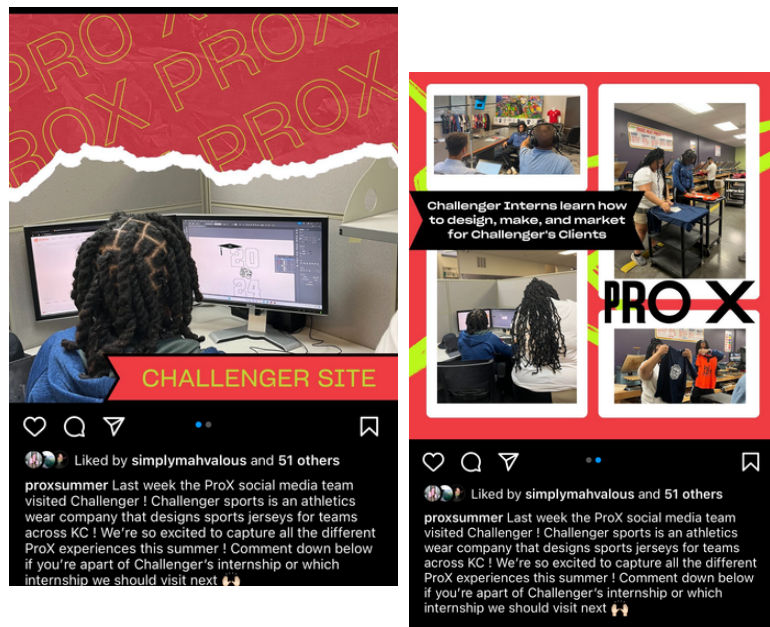 PRO X PRO X
PROX PROX
PROX
20
24
CHALLENGER SITE
Liked by simplymahvalous and 51 others
proxsummer Last week the ProX social media team
visited Challenger ! Challenger sports is an athletics
wear company that designs sports jerseys for teams
across KC ! We're so excited to capture all the different
ProX experiences this summer ! Comment down below
if you're apart of Challenger's internship or which
internship we should visit next 🙌🏻
Challenger Interns learn how
to design, make, and market
for Challenger's Clients
PRO X
Liked by simplymahvalous and 51 others
proxsummer Last week the ProX social media team
visited Challenger ! Challenger sports is an athletics
wear company that designs sports jerseys for teams
across KC ! We're so excited to capture all the different
ProX experiences this summer ! Comment down below
if you're apart of Challenger's internship or which
internship we should visit next 🙌🏻